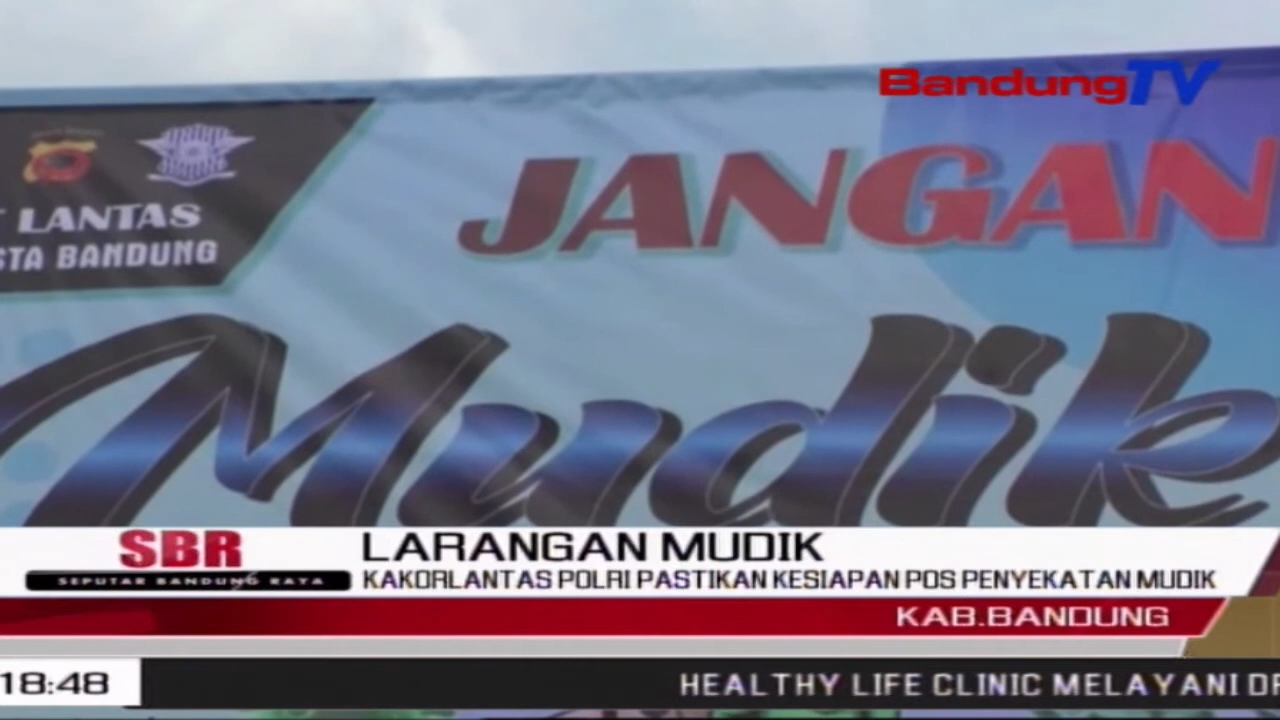 BandungTV
JANGAN
LANTAS
BANDUNG
Mudik
SBR
SEPUTAR BANDUNG RAYA
LARANGAN MUDIK
KAKORLANTAS POLRI PASTIKAN KESIAPAN POS PENYEKATAN MUDIK
KAB.BANDUNG
18:48
HEALTHY LIFE CLINIC MELAYANI